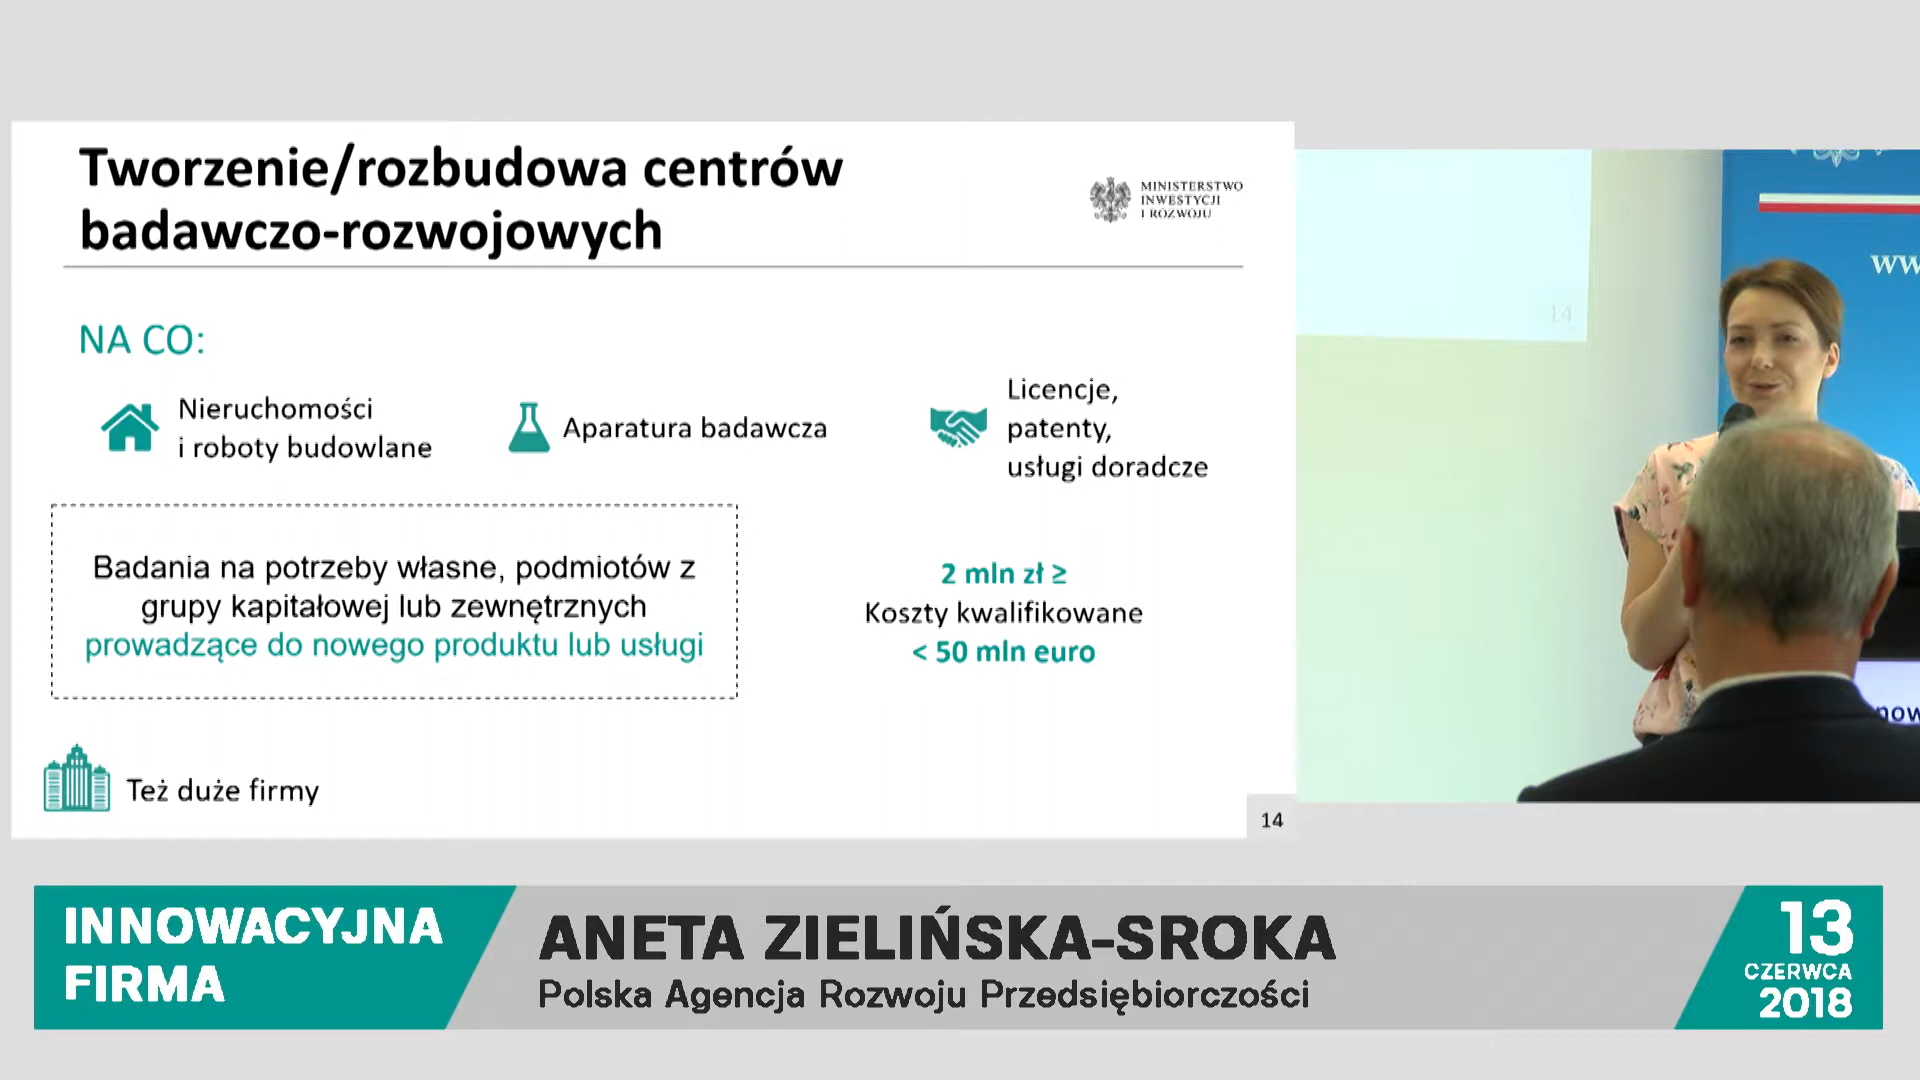 Tworzenie/rozbudowa centrów
badawczo-rozwojowych
MINISTERSTWO
INWESTYCJI
I ROZWOJU
NA CO:
Nieruchomości
i roboty budowlane
Aparatura badawcza
Licencje,
patenty,
usługi doradcze
Badania na potrzeby własne, podmiotów z
grupy kapitałowej lub zewnętrznych
prowadzące do nowego produktu lub usługi
2 mln zł ≥
Koszty kwalifikowane
< 50 mln euro
Też duże firmy
14
14
ww
now
INNOWACYJNA
FIRMA
ANETA ZIELIŃSKA-SROKA
Polska Agencja Rozwoju Przedsiębiorczości
13
CZERWCA
2018